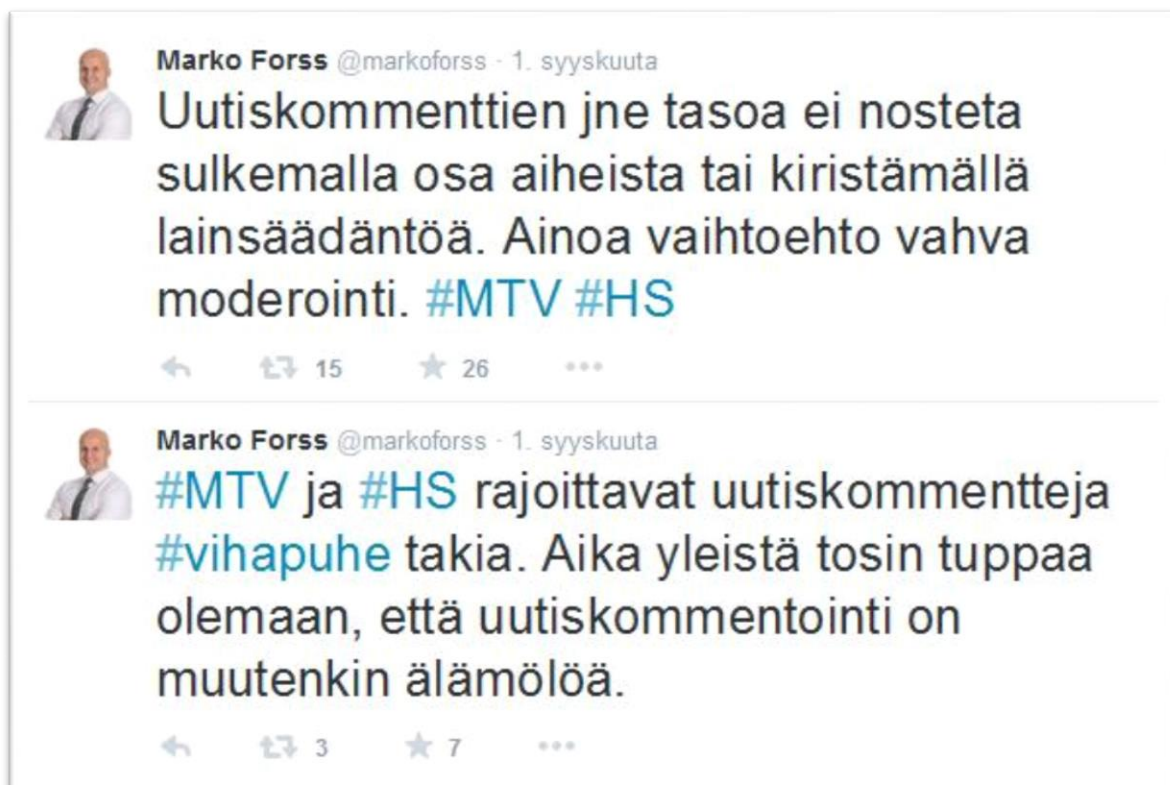 Marko Forss @markoforss · 1. syyskuuta
Uutiskommenttien jne tasoa ei nosteta
sulkemalla osa aiheista tai kiristämällä
lainsäädäntöä. Ainoa vaihtoehto vahva
moderointi. #MTV #HS
15 26
Marko Forss @markoforss · 1. syyskuuta
#MTV ja #HS rajoittavat uutiskommentteja
#vihapuhe takia. Aika yleistä tosin tuppaa
olemaan, että uutiskommentointi on
muutenkin älämölöä.
3 7